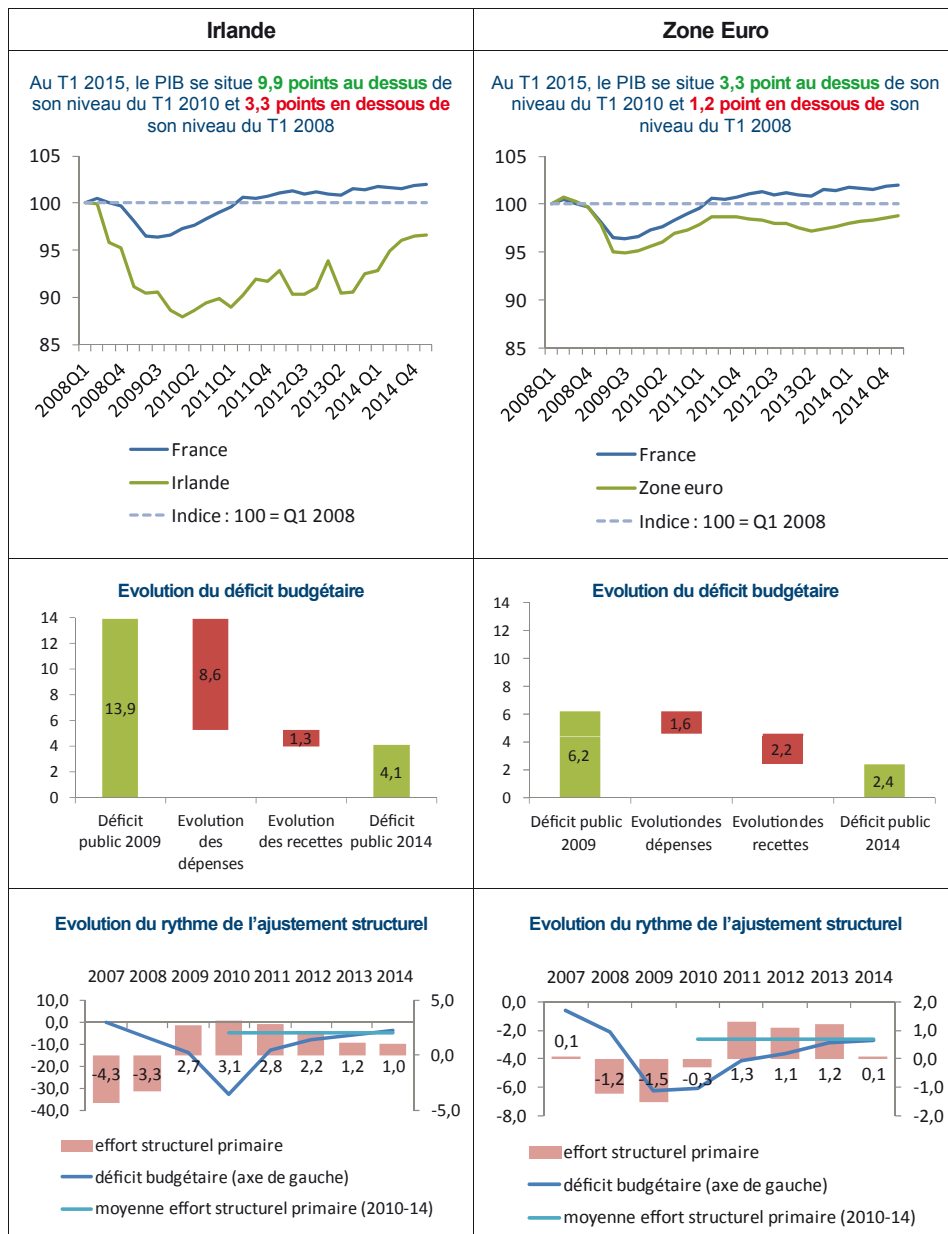 Irlande
Au T1 2015, le PIB se situe 9,9 points au dessus de
son niveau du T1 2010 et 3,3 points en dessous de
son niveau du T1 2008
105
100
95
90
85
2008Q1
2008Q4
2009Q3
2010Q2
2011Q1
2011Q4
2012Q3
2013Q2
2014 Q1
2014 Q4
France
Irlande
Indice : 100 = Q1 2008
Zone Euro
Au T1 2015, le PIB se situe 3,3 point au dessus de son
niveau du T1 2010 et 1,2 point en dessous de son
niveau du T1 2008
105
100
95
90
85
2008Q1
2008Q4
2009Q3
2010Q2
2011Q1
2011Q4
2012Q3
2013Q2
2014 Q1
2014 Q4
France
Zone euro
Indice : 100 = Q1 2008
Evolution du déficit budgétaire
14
12
10
8
6
4
2
0
13,9
8,6
1,3
4,1
Déficit public 2009
Evolution des dépenses
Evolution des recettes
Déficit public 2014
Evolution du déficit budgétaire
14
12
10
8
6
4
2
0
6,2
1,6
2,2
2,4
Déficit public 2009
Evolutiondes dépenses
Evolutiondes recettes
Déficit public 2014
Evolution du rythme de l'ajustement structurel
2007 2008 2009 2010 2011 2012 2013 2014
10,0
0,0
-10,0
-20,0
-30,0
-40,0
5,0
0,0
-5,0
-4,3 -3,3 2,7 3,1 2,8 2,2 1,2 1,0
effort structurel primaire
déficit budgétaire (axe de gauche)
moyenne effort structurel primaire (2010-14)
Evolution du rythme de l'ajustement structurel
2007 2008 2009 2010 2011 2012 2013 2014
0,0
-2,0
-4,0
-6,0
-8,0
2,0
1,0
0,0
-1,0
-2,0
0,1 -1,2 -1,5 -0,3 1,3 1,1 1,2 0,1
effort structurel primaire
déficit budgétaire (axe de gauche)
moyenne effort structurel primaire (2010-14)